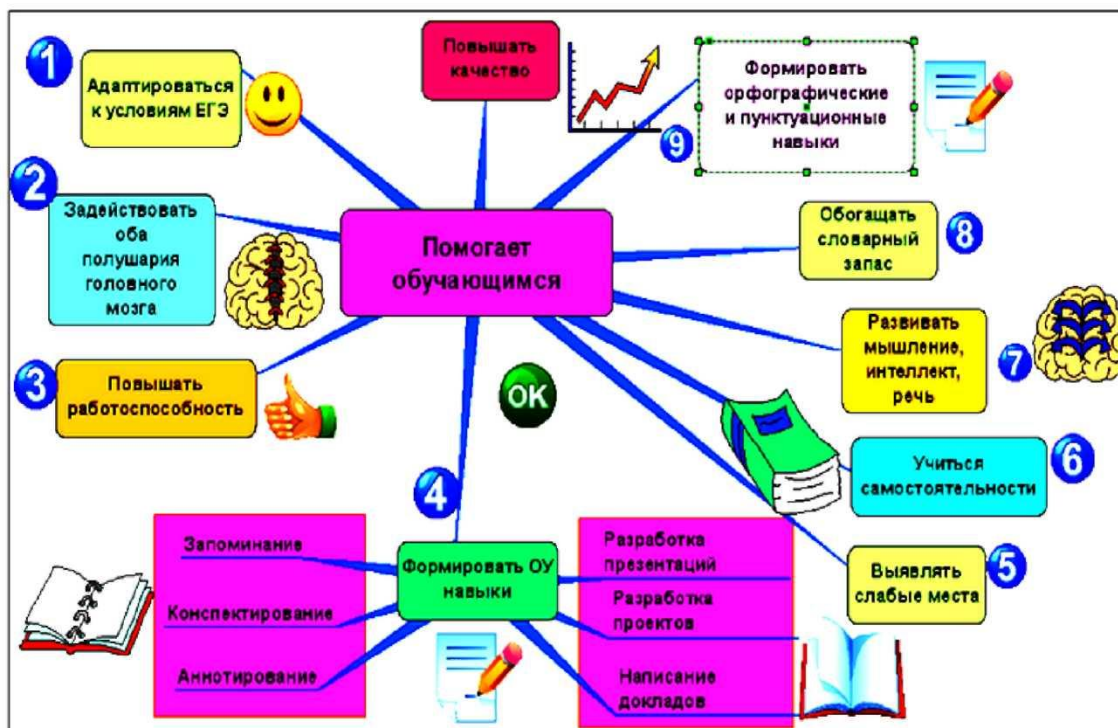 1
Адаптироваться
к условиям ЕГЭ
Повышать
качество
9
Формировать
орфографические
и пунктуационные
навыки
2
Задействовать
оба
полушария
головного
мозга
Помогает
обучающимся
Обогащать
словарный
запас
8
3
Повышать
работоспособность
OK
Развивать
мышление,
интеллект,
речь
7
Учиться
самостоятельности
6
4
Формировать ОУ
навыки
Запоминание
Конспектирование
Аннотирование
Разработка
презентаций
Разработка
проектов
Написание
докладов
Выявлять
слабые места
5